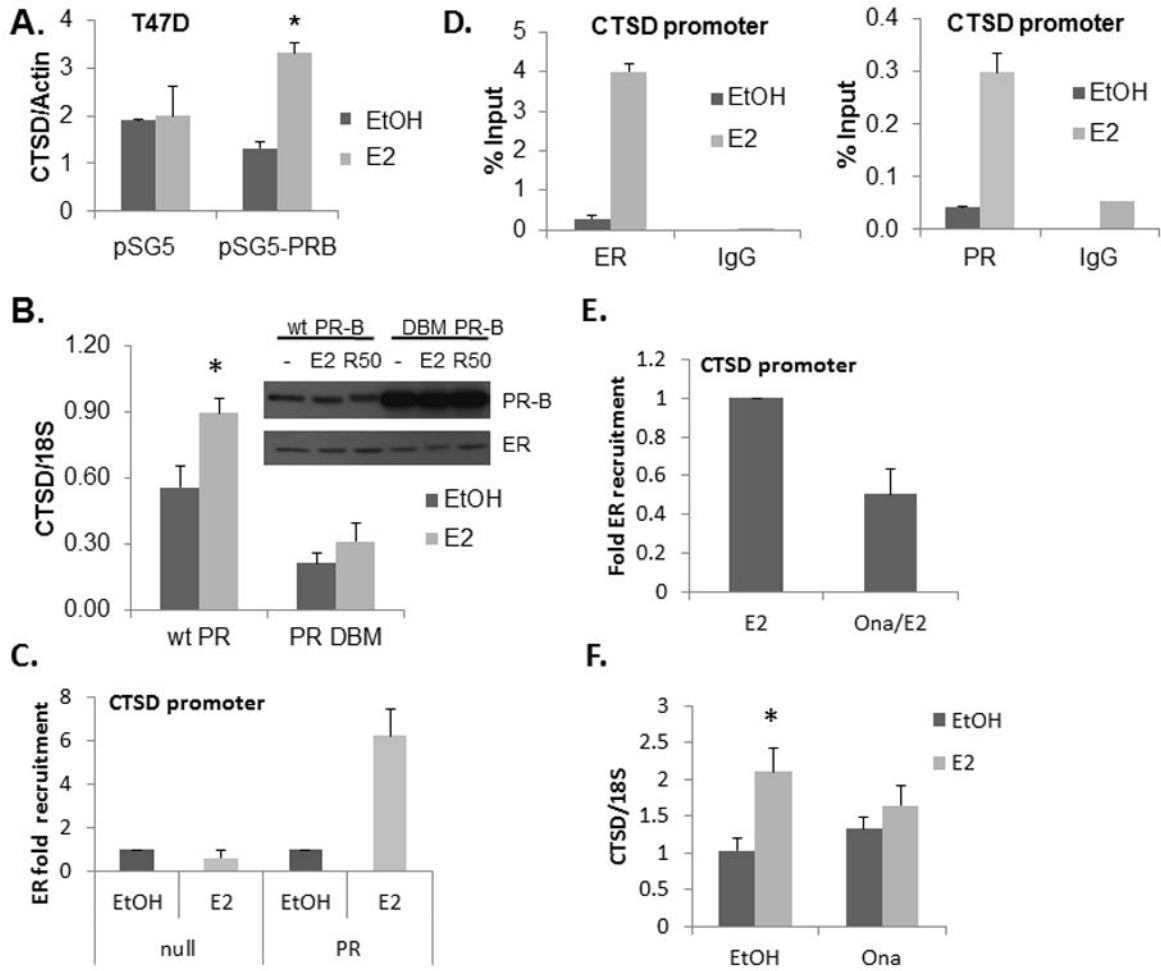 A.
T47D
*
CTSD/Actin
4
3
2
1
0
EtOH
E2
pSG5
pSG5-PRB
D.
CTSD promoter
% Input
5
4
3
2
1
0
EtOH
E2
ER
IgG
CTSD promoter
% Input
0.4
0.3
0.2
0.1
0.0
EtOH
E2
PR
IgG
B.
CTSD/18S
1.20
0.90
0.60
0.30
0.00
*
wt PR-B
DBM PR-B
- E2 R50 - E2 R50
PR-B
ER
EtOH
E2
wt PR
PR DBM
E.
CTSD promoter
Fold ER recruitment
1.2
1
0.8
0.6
0.4
0.2
0
E2
Ona/E2
C.
CTSD promoter
ER fold recruitment
8
6
4
2
0
EtOH
E2
EtOH
E2
null
PR
F.
CTSD/18S
3
2.5
2
1.5
1
0.5
0
*
EtOH
E2
EtOH
Ona